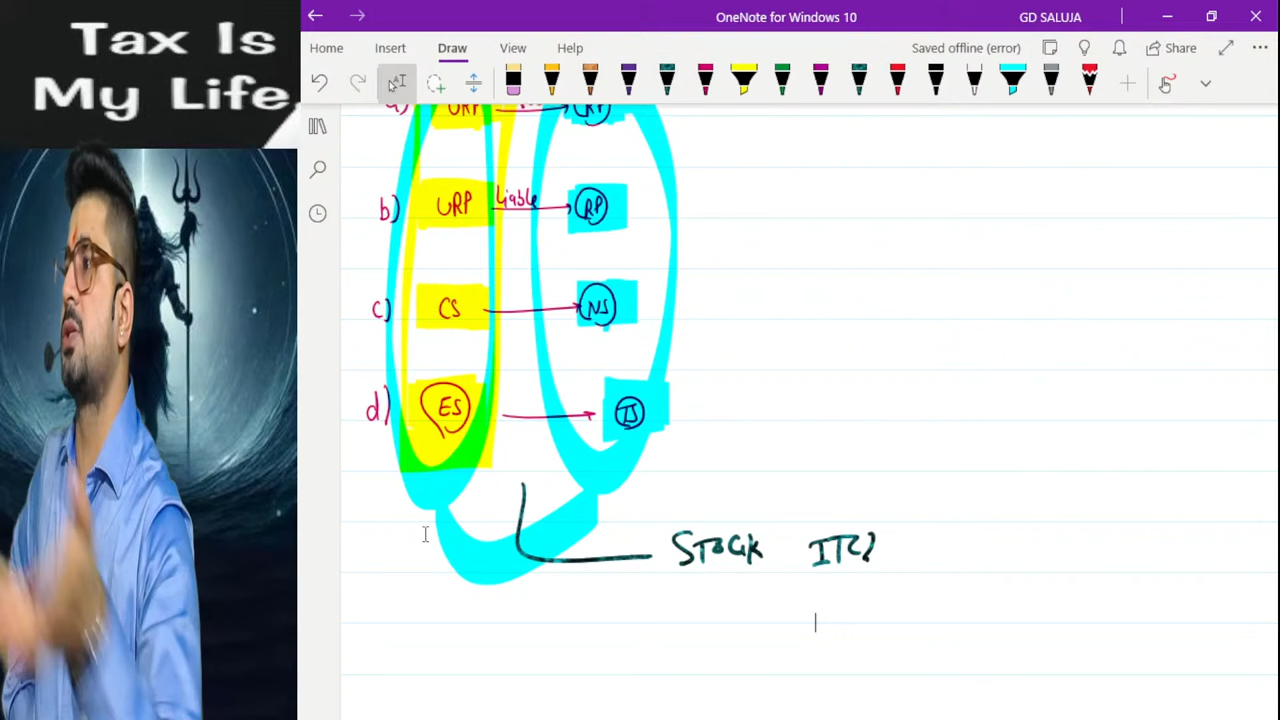 Tax Is
My Life,
OneNote for Windows 10
GD SALUJA
Home Insert Draw View Help
Saved offline (error)
Share
a) URP RP
b) URP liable RP
c) CS NS
d) ES TS
STOCK ITC?